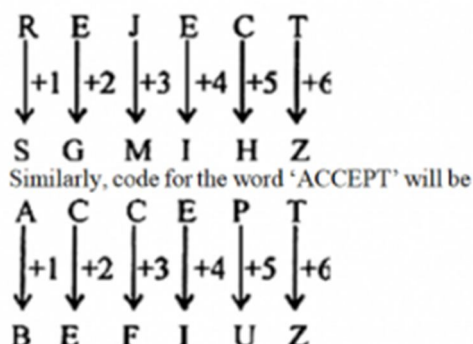 R E J E C T
+1 +2 +3 +4 +5 +6
S G M I H Z
Similarly, code for the word ‘ACCEPT’ will be
A C C E P T
+1 +2 +3 +4 +5 +6
B E F I U Z